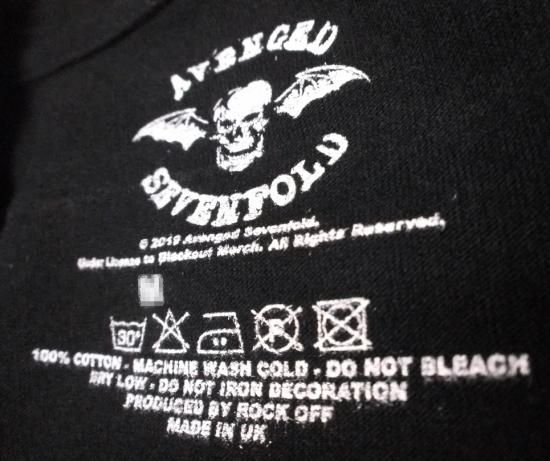 AVENGED
SEVENFOLD
© 2019 Avenged Sevenfold.
Under License to Blackout Merch. All Rights Reserved.
30°
100% COTTON - MACHINE WASH COLD - DO NOT BLEACH
DRY LOW - DO NOT IRON DECORATION
PRODUCED BY ROCK OFF
MADE IN UK